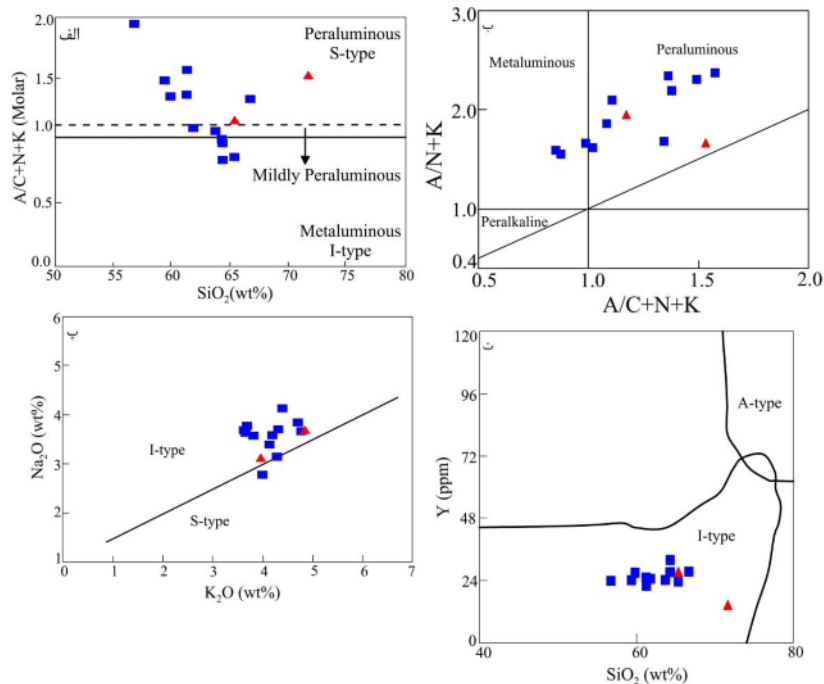 الف
2.0
1.5
1.0
0.5
0.0
A/C+N+K (Molar)
Peraluminous
S-type
Mildly Peraluminous
Metaluminous
I-type
50 55 60 65 70 75 80
SiO₂(wt%)
ب
3.0
2.0
1.0
0.4
A/N+K
Metaluminous
Peraluminous
Peralkaline
0.5 1.0 1.5 2.0
A/C+N+K
پ
6
5
4
3
2
1
Na₂O (wt%)
I-type
S-type
0 1 2 3 4 5 6 7
K₂O (wt%)
ت
120
96
72
48
24
0
Y (ppm)
A-type
I-type
40 60 80
SiO₂ (wt%)